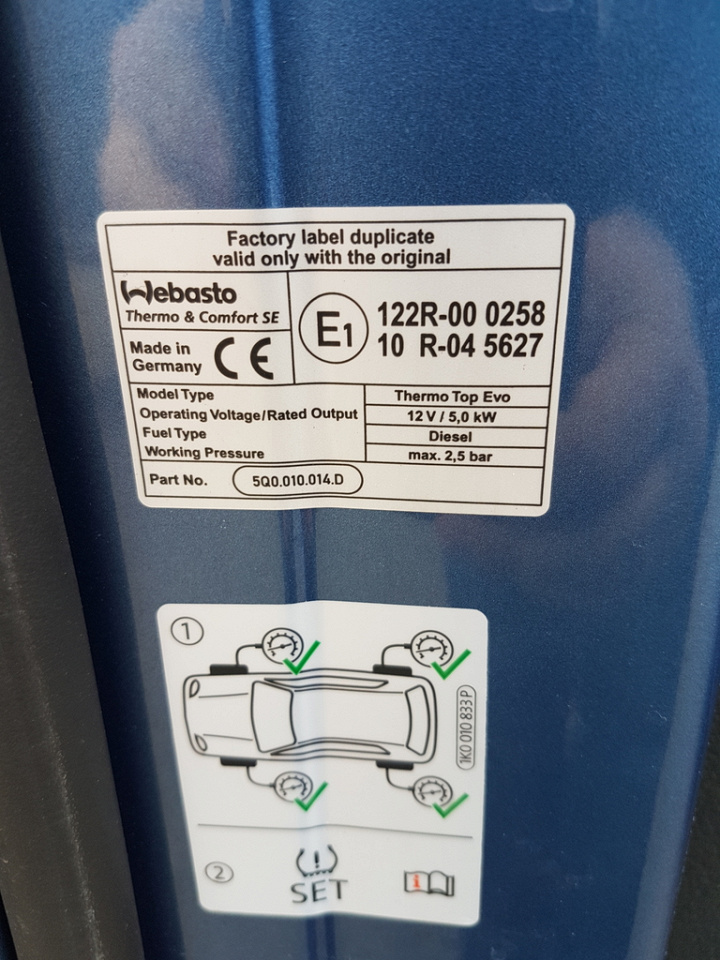 Factory label duplicate
valid only with the original
Webasto
Thermo & Comfort SE
Made in
Germany
CE
E1
122R-00 0258
10 R-04 5627
Model Type
Thermo Top Evo
Operating Voltage/Rated Output
12 V / 5,0 kW
Fuel Type
Diesel
Working Pressure
max. 2,5 bar
Part No.
5Q0.010.014.D
1
1K0 010 833 P
2
SET
i